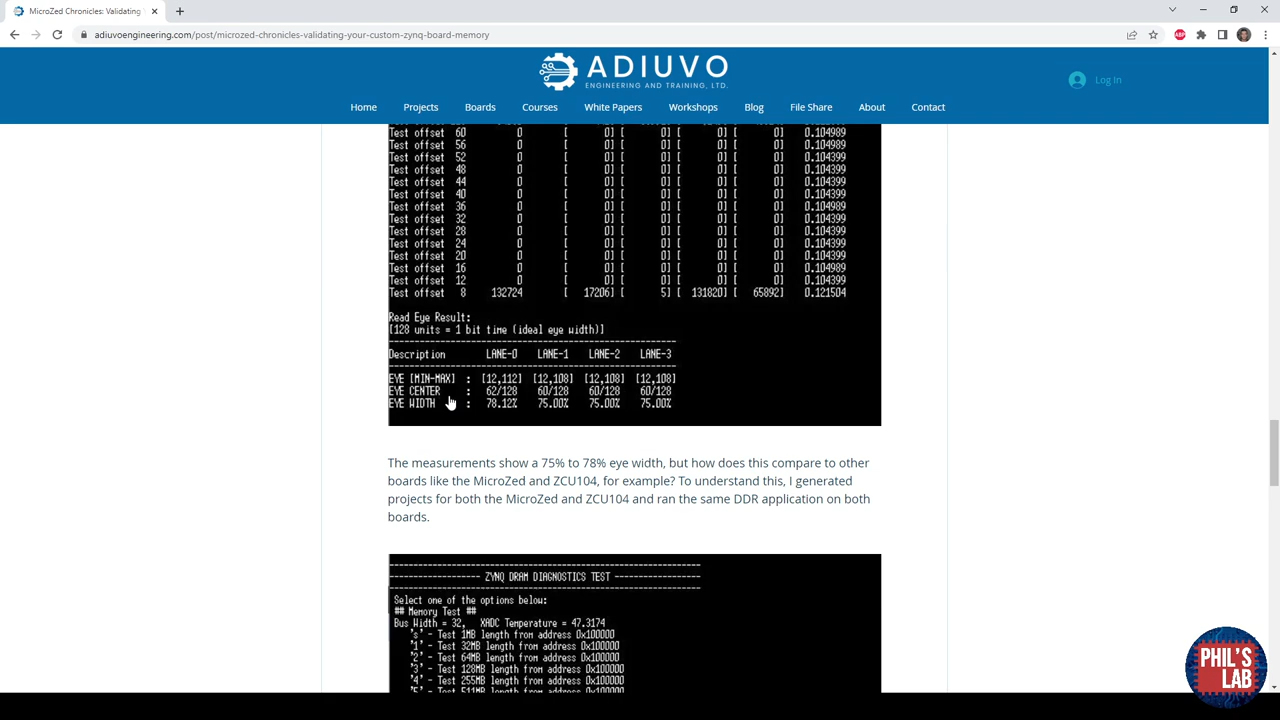 MicroZed Chronicles: Validating
adiuvoengineering.com/post/microzed-chronicles-validating-your-custom-zynq-board-memory
ABP
ADIUVO
ENGINEERING AND TRAINING, LTD.
Log In
Home Projects Boards Courses White Papers Workshops Blog File Share About Contact
Test offset 60 0 [ 0] [ 0] [ 0] [ 0] 0.104989
Test offset 56 0 [ 0] [ 0] [ 0] [ 0] 0.104989
Test offset 52 0 [ 0] [ 0] [ 0] [ 0] 0.104399
Test offset 48 0 [ 0] [ 0] [ 0] [ 0] 0.104399
Test offset 44 0 [ 0] [ 0] [ 0] [ 0] 0.104399
Test offset 40 0 [ 0] [ 0] [ 0] [ 0] 0.104399
Test offset 36 0 [ 0] [ 0] [ 0] [ 0] 0.104989
Test offset 32 0 [ 0] [ 0] [ 0] [ 0] 0.104399
Test offset 28 0 [ 0] [ 0] [ 0] [ 0] 0.104399
Test offset 24 0 [ 0] [ 0] [ 0] [ 0] 0.104399
Test offset 20 0 [ 0] [ 0] [ 0] [ 0] 0.104399
Test offset 16 0 [ 0] [ 0] [ 0] [ 0] 0.104989
Test offset 12 0 [ 0] [ 0] [ 0] [ 0] 0.104399
Test offset 8 132724 [ 17206] [ 5] [ 131820] [ 65892] 0.121504
Read Eye Result:
[128 units = 1 bit time (ideal eye width)]
Description LANE-0 LANE-1 LANE-2 LANE-3
EYE [MIN-MAX] : [12,112] [12,108] [12,108] [12,108]
EYE CENTER : 62/128 60/128 60/128 60/128
EYE WIDTH : 78.12% 75.00% 75.00% 75.00%
The measurements show a 75% to 78% eye width, but how does this compare to other
boards like the MicroZed and ZCU104, for example? To understand this, I generated
projects for both the MicroZed and ZCU104 and ran the same DDR application on both
boards.
------------------- ZYNQ DRAM DIAGNOSTICS TEST -------------------
Select one of the options below:
## Memory Test ##
Bus Width = 32, XADC Temperature = 47.3174
's' - Test 1MB length from address 0x100000
'1' - Test 32MB length from address 0x100000
'2' - Test 64MB length from address 0x100000
'3' - Test 128MB length from address 0x100000
'4' - Test 255MB length from address 0x100000
'5' - Test 511MB length from address 0x100000
PHIL'S
LAB